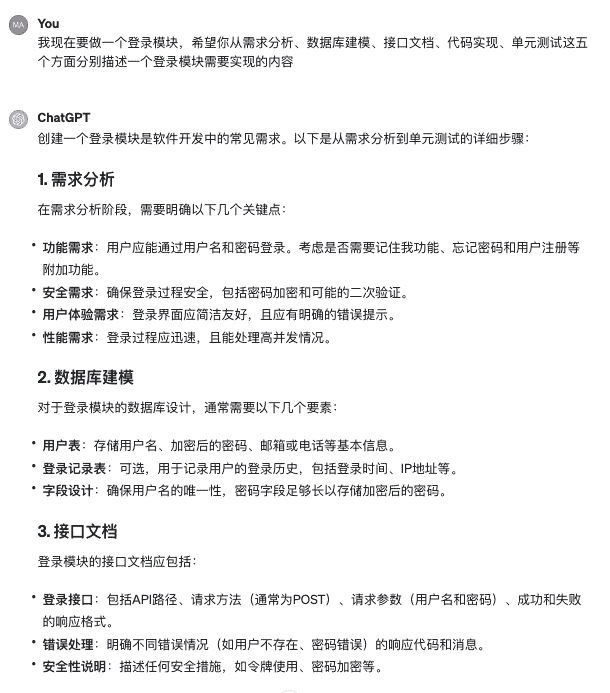 MA
You
我现在要做一个登录模块，希望你从需求分析、数据库建模、接口文档、代码实现、单元测试这五
个方面分别描述一个登录模块需要实现的内容
ChatGPT
创建一个登录模块是软件开发中的常见需求。以下是从需求分析到单元测试的详细步骤：
1. 需求分析
在需求分析阶段，需要明确以下几个关键点：
• 功能需求：用户应能通过用户名和密码登录。考虑是否需要记住我功能、忘记密码和用户注册等
附加功能。
• 安全需求：确保登录过程安全，包括密码加密和可能的二次验证。
• 用户体验需求：登录界面应简洁友好，且应有明确的错误提示。
• 性能需求：登录过程应迅速，且能处理高并发情况。
2. 数据库建模
对于登录模块的数据库设计，通常需要以下几个要素：
• 用户表：存储用户名、加密后的密码、邮箱或电话等基本信息。
• 登录记录表：可选，用于记录用户的登录历史，包括登录时间、IP地址等。
• 字段设计：确保用户名的唯一性，密码字段足够长以存储加密后的密码。
3. 接口文档
登录模块的接口文档应包括：
• 登录接口：包括API路径、请求方法（通常为POST）、请求参数（用户名和密码）、成功和失败
的响应格式。
• 错误处理：明确不同错误情况（如用户不存在、密码错误）的响应代码和消息。
• 安全性说明：描述任何安全措施，如令牌使用、密码加密等。